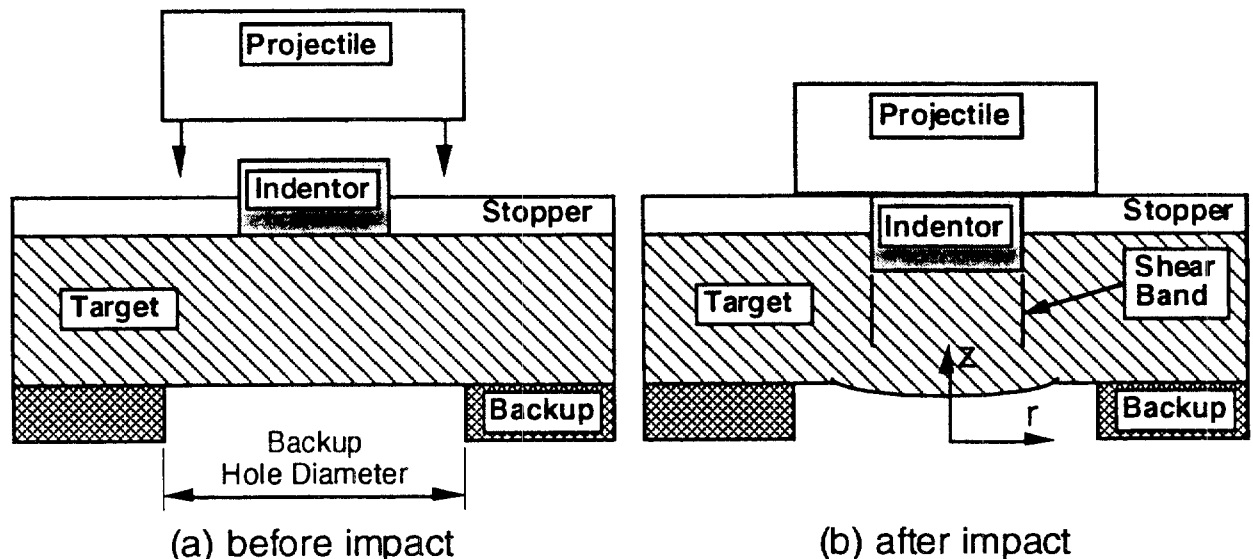 Projectile
Indentor
Stopper
Target
Backup
Backup
Hole Diameter
(a) before impact
Projectile
Indentor
Stopper
Shear
Band
Target
Z
r
Backup
(b) after impact